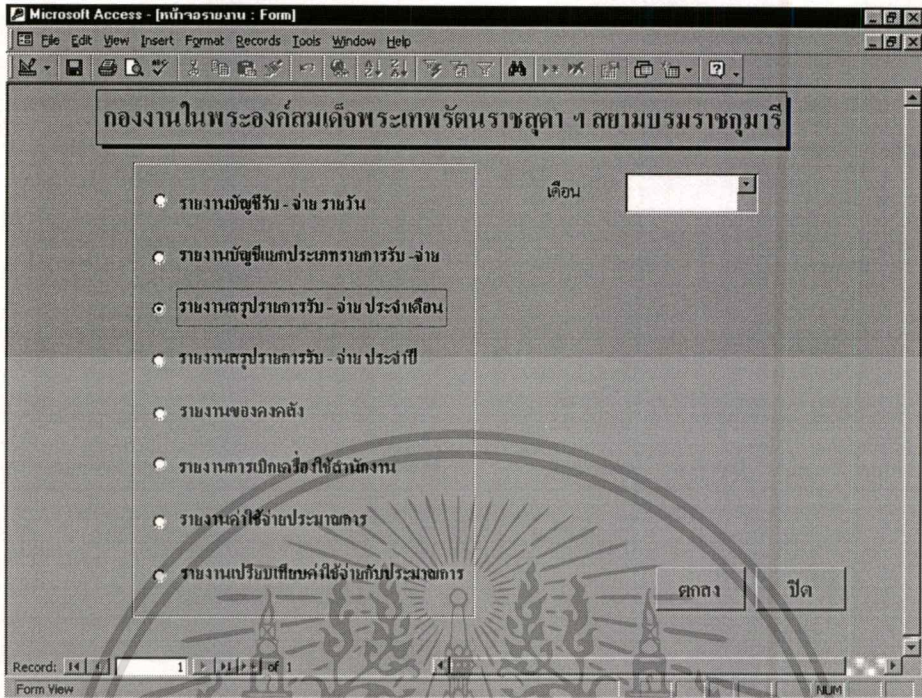 Microsoft Access - [หน้าจอรายงาน : Form]
File Edit View Insert Format Records Tools Window Help
กองงานในพระองค์สมเด็จพระเทพรัตนราชสุดา ฯ สยามบรมราชกุมารี
เดือน
รายงานบัญชีรับ - จ่าย รายวัน
รายงานบัญชีแยกประเภทรายการรับ -จ่าย
รายงานสรุปรายการรับ - จ่าย ประจำเดือน
รายงานสรุปรายการรับ - จ่าย ประจำปี
รายงานของคงคลัง
รายงานการเบิกเครื่องใช้สำนักงาน
รายงานค่าใช้จ่ายประมาณการ
รายงานเปรียบเทียบค่าใช้จ่ายกับประมาณการ
ตกลง ปิด
Record: 1 of 1
Form View NUM